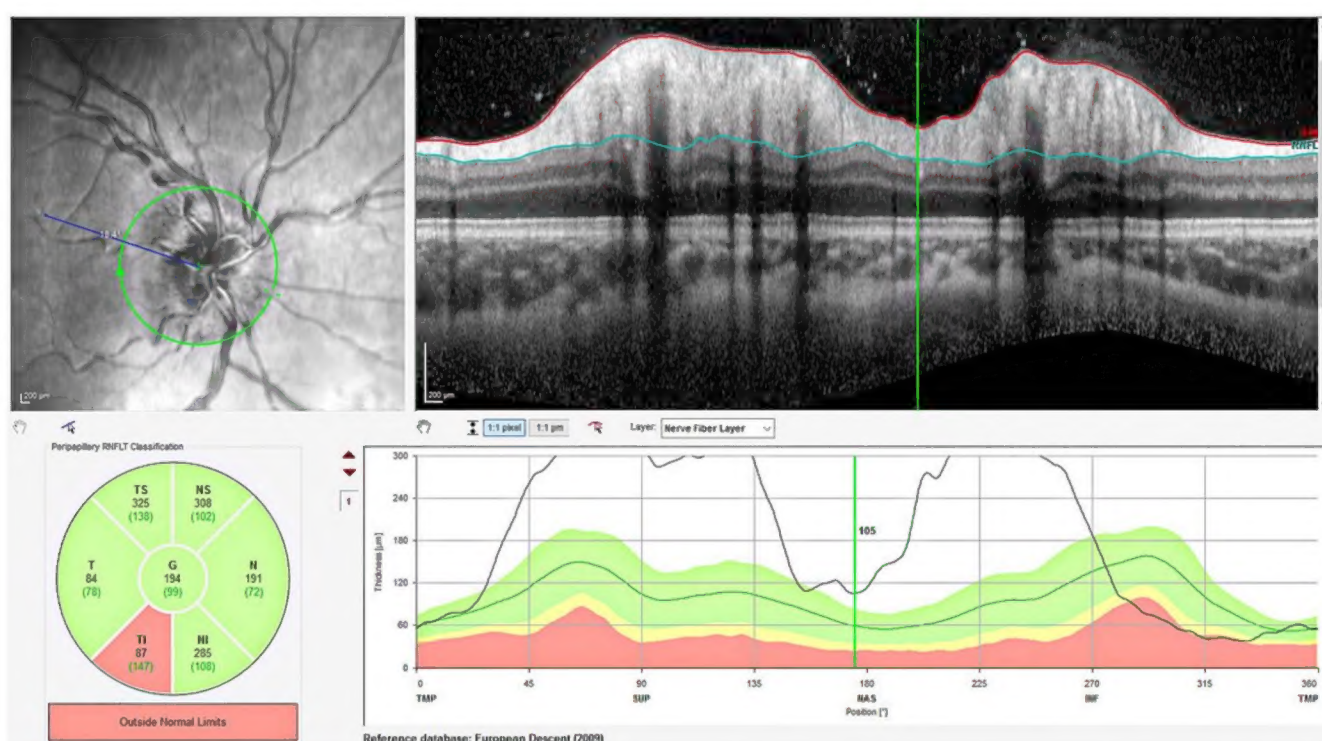 200 µm
RNFL
200 µm
1:1 pixel
1:1 µm
Layer:
Nerve Fiber Layer
Peripapillary RNFLT Classification
TS
325
(138)
NS
308
(102)
T
84
(78)
G
194
(99)
N
191
(72)
TI
87
(147)
NI
285
(108)
Outside Normal Limits
1
Thickness [µm]
300
240
180
120
60
0
105
0 45 90 135 180 225 270 315 360
TMP SUP NAS INF TMP
Position [°]
Reference database: European Descent (2009)